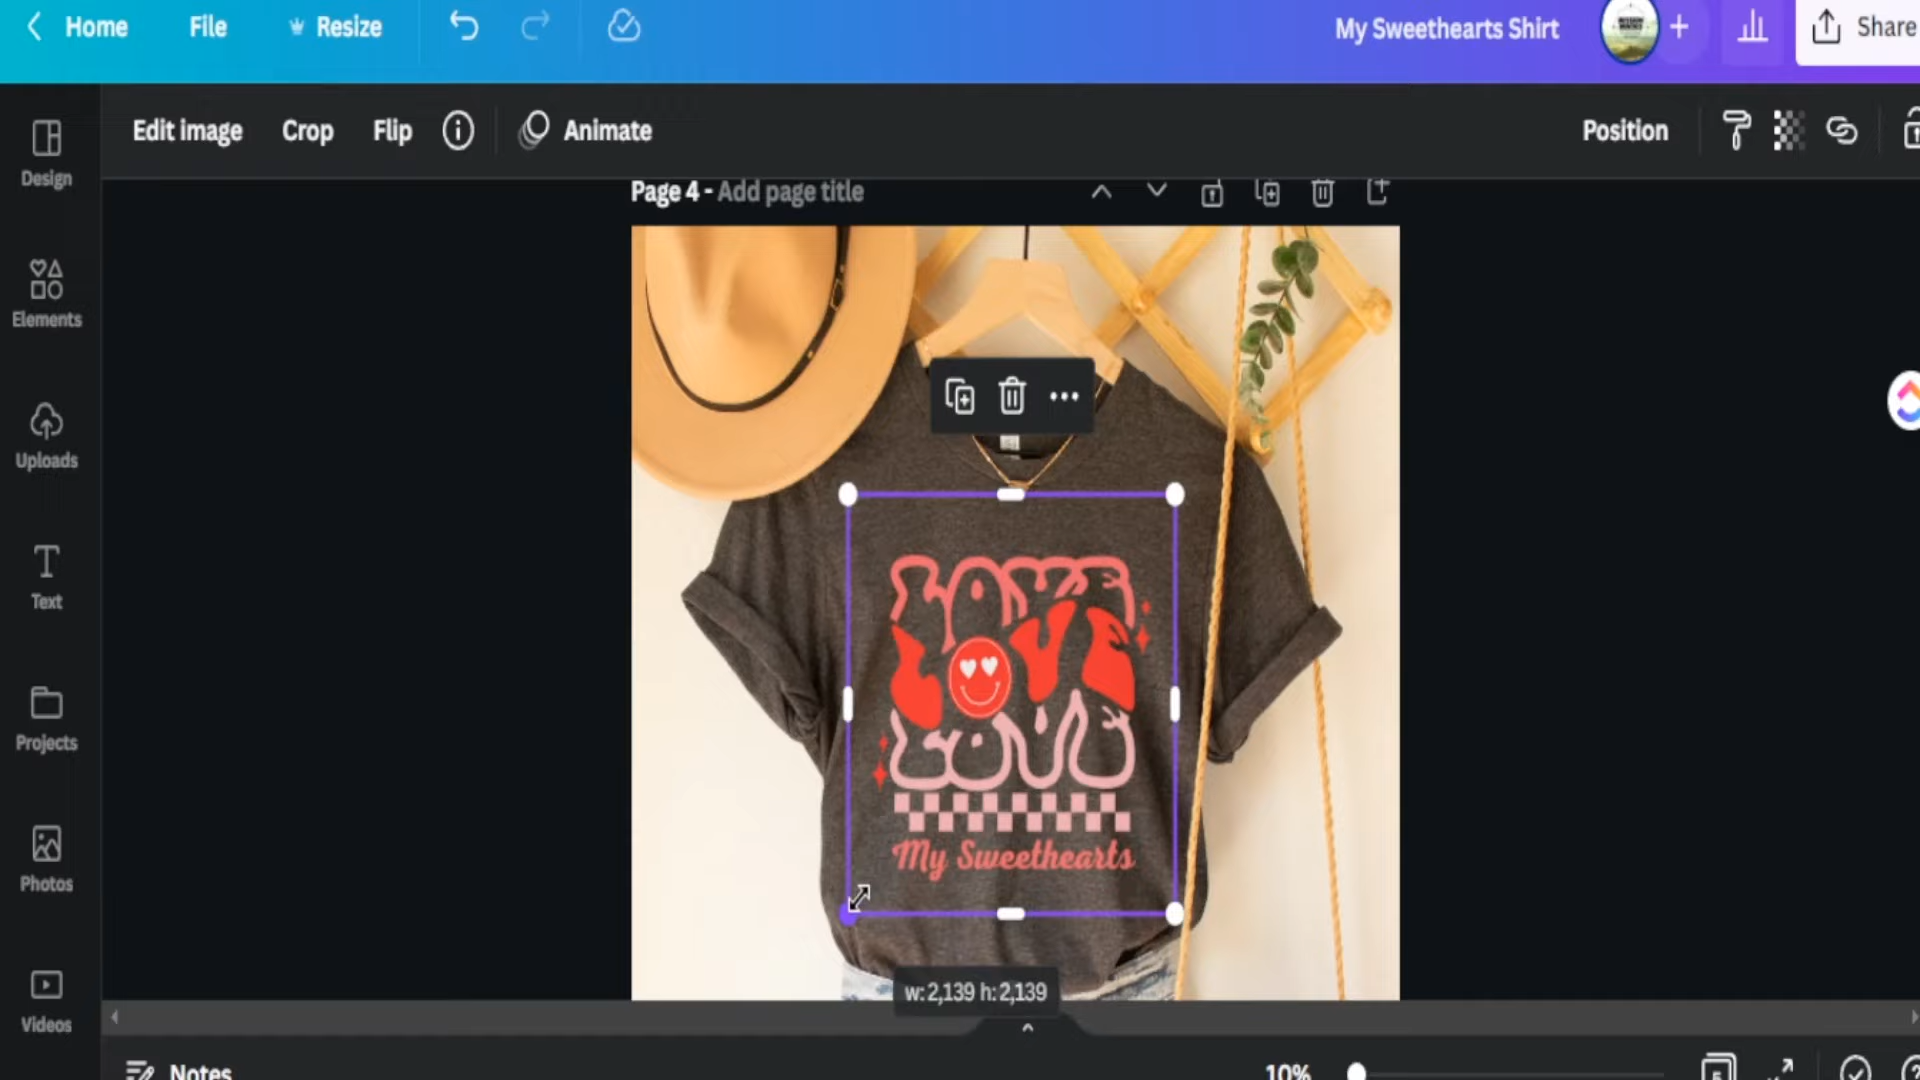 Home File Resize My Sweethearts Shirt Share
Edit image Crop Flip Animate Position
Page 4 - Add page title
Design
Elements
Uploads
Text
Projects
Photos
Videos
LOVE
LOVE
LOVE
My Sweethearts
w: 2,139 h: 2,139
Notes 10%